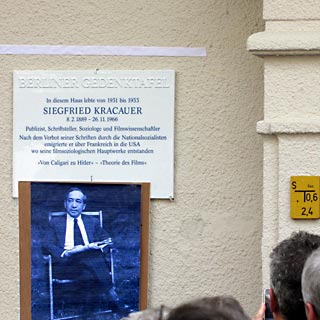 BERLINER GEDENKTAFEL
In diesem Haus lebte von 1931 bis 1933
SIEGFRIED KRACAUER
8.2.1889 - 26.11.1966
Publizist, Schriftsteller, Soziologe und Filmwissenschaftler
Nach dem Verbot seiner Schriften durch die Nationalsozialisten
emigrierte er über Frankreich in die USA
wo seine filmsoziologischen Hauptwerke entstanden
»Von Caligari zu Hitler« – »Theorie des Films«
S
10,6
2,4